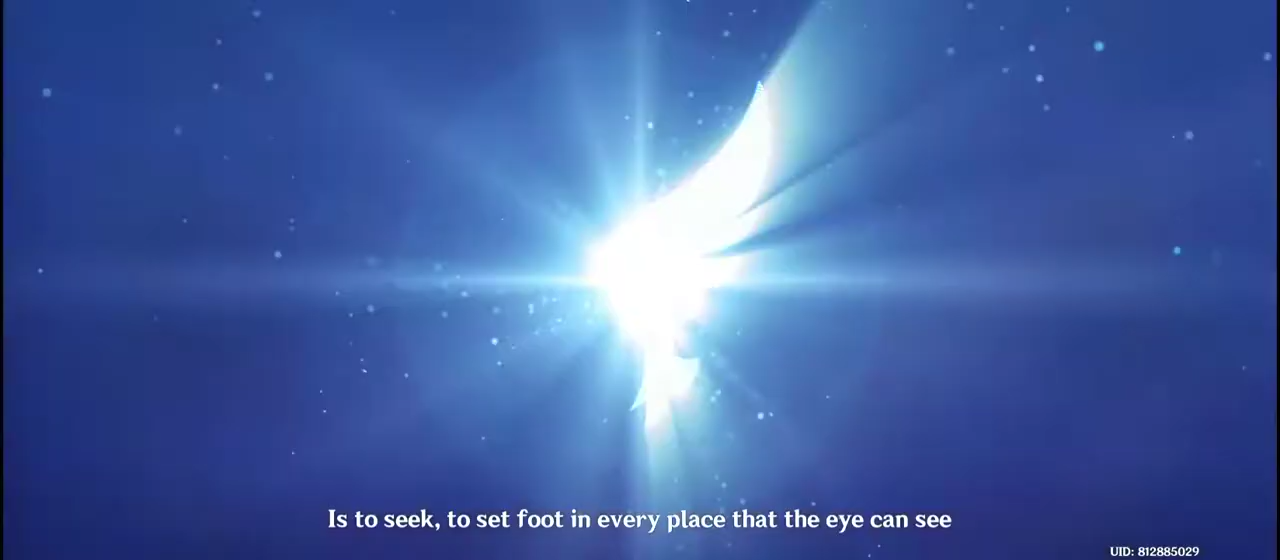 Is to seek, to set foot in every place that the eye can see
UID: 812885029